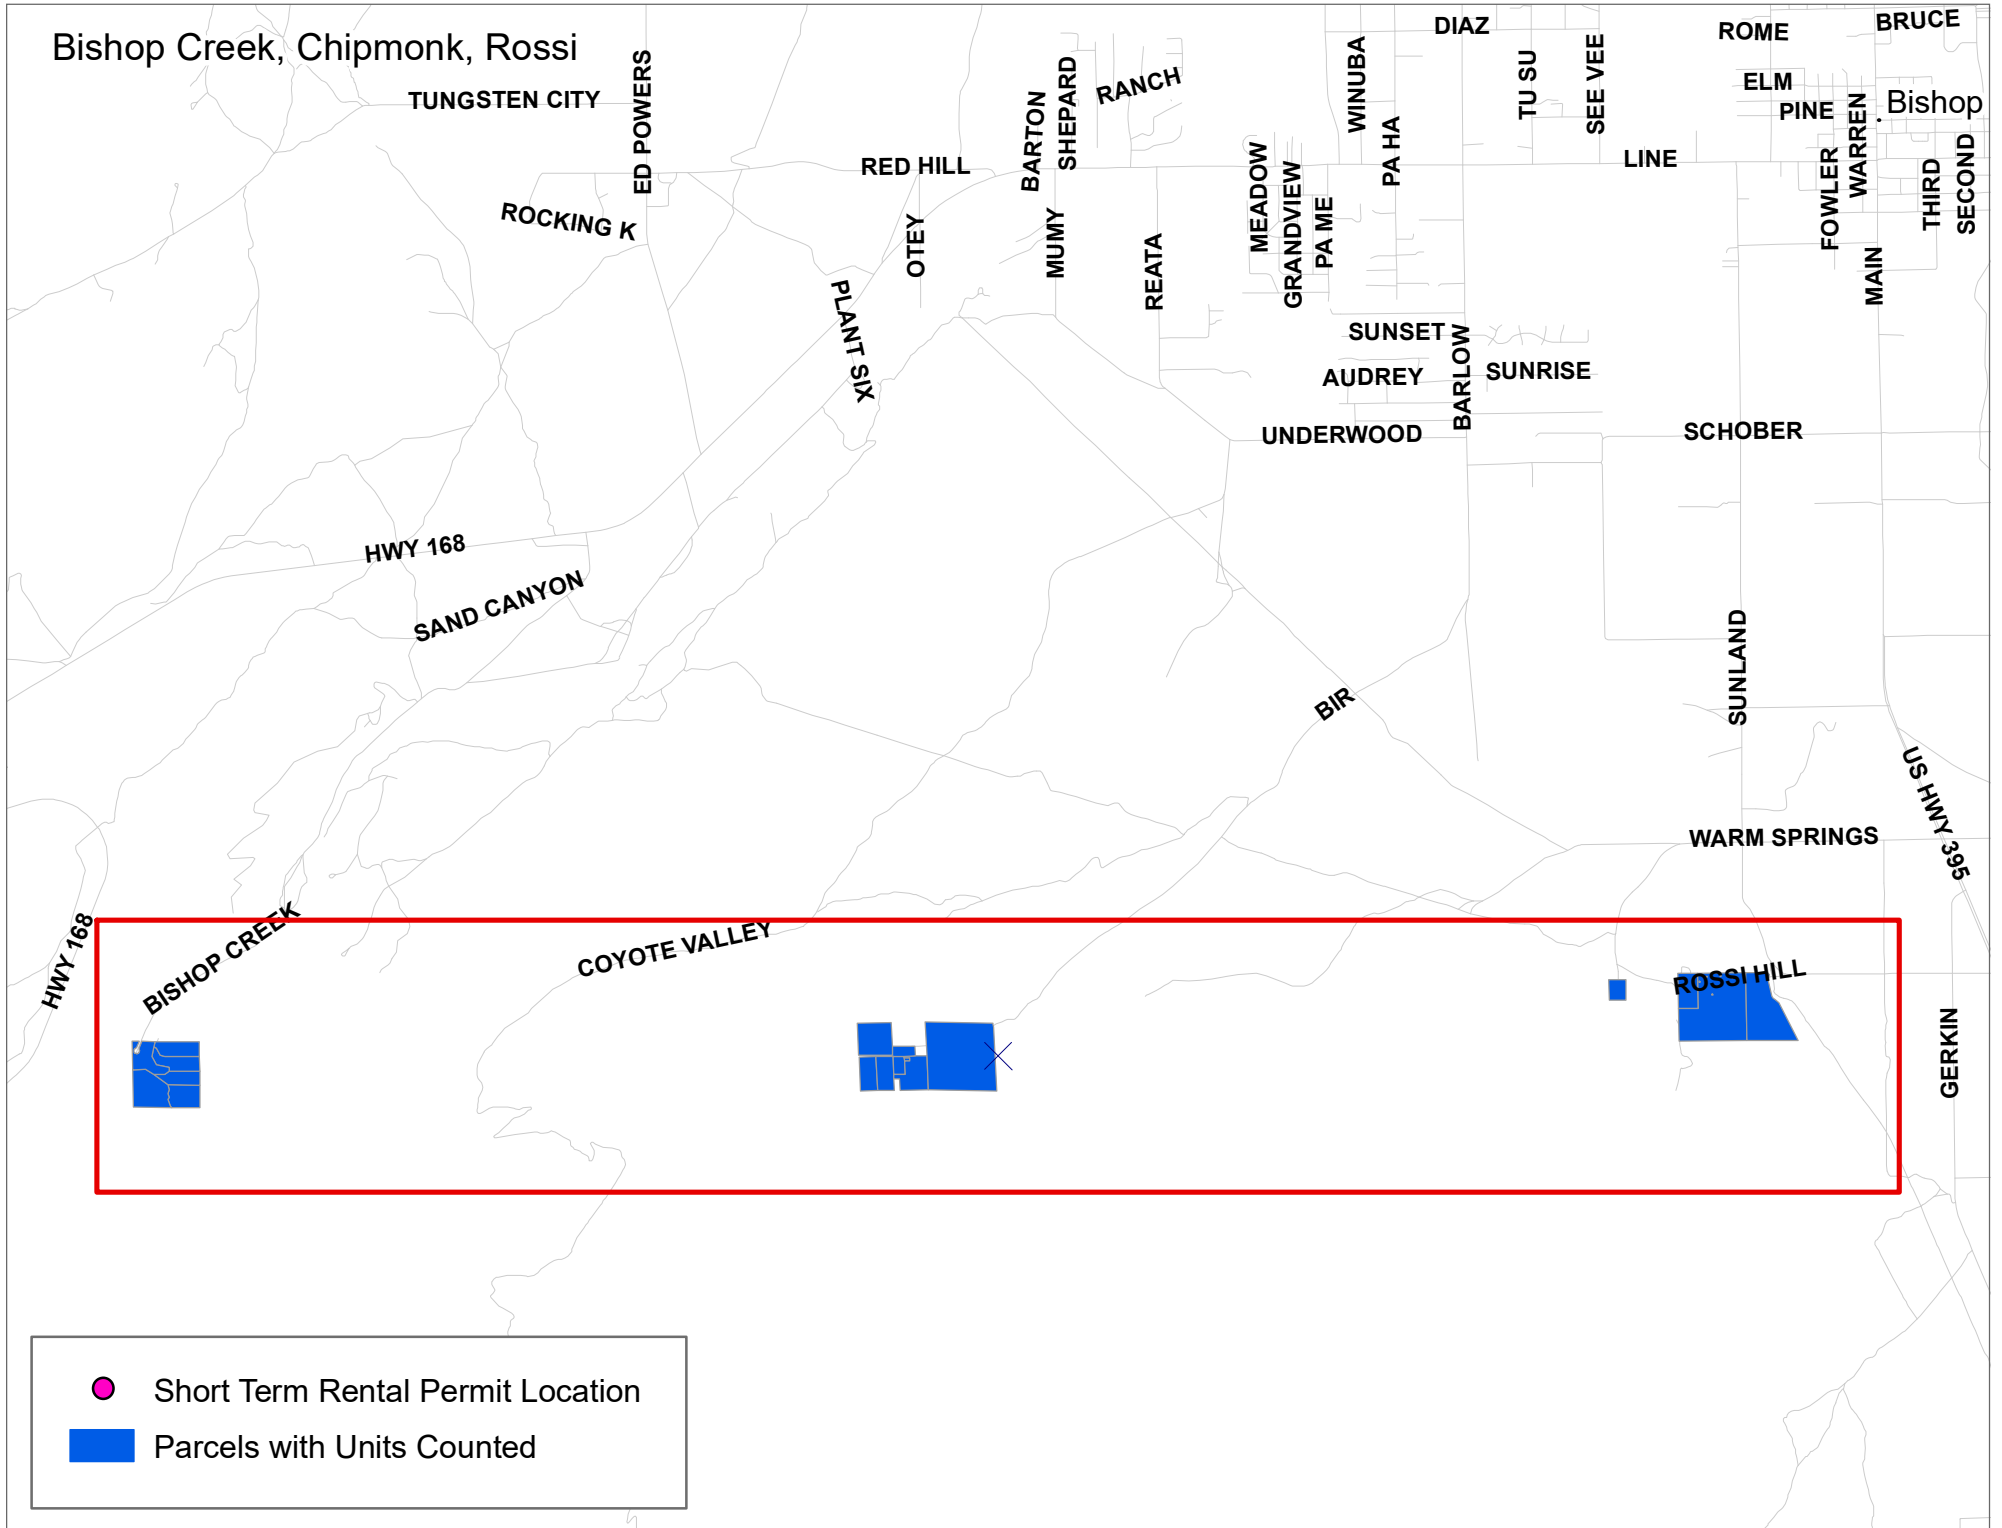 Bishop Creek, Chipmonk, Rossi
DIAZ
ROME
BRUCE
TUNGSTEN CITY
ED POWERS
BARTON
SHEPARD
RANCH
WINUBA
PA HA
TU SU
SEE VEE
ELM
PINE
WARREN
Bishop
RED HILL
LINE
ROCKING K
OTEY
MUMY
REATA
MEADOW
GRANDVIEW
PA ME
FOWLER
MAIN
THIRD
SECOND
PLANT SIX
SUNSET
AUDREY
BARLOW
SUNRISE
UNDERWOOD
SCHOBER
HWY 168
SAND CANYON
SUNLAND
BIR
US HWY 395
WARM SPRINGS
HWY 168
BISHOP CREEK
COYOTE VALLEY
ROSSI HILL
GERKIN
Short Term Rental Permit Location
Parcels with Units Counted